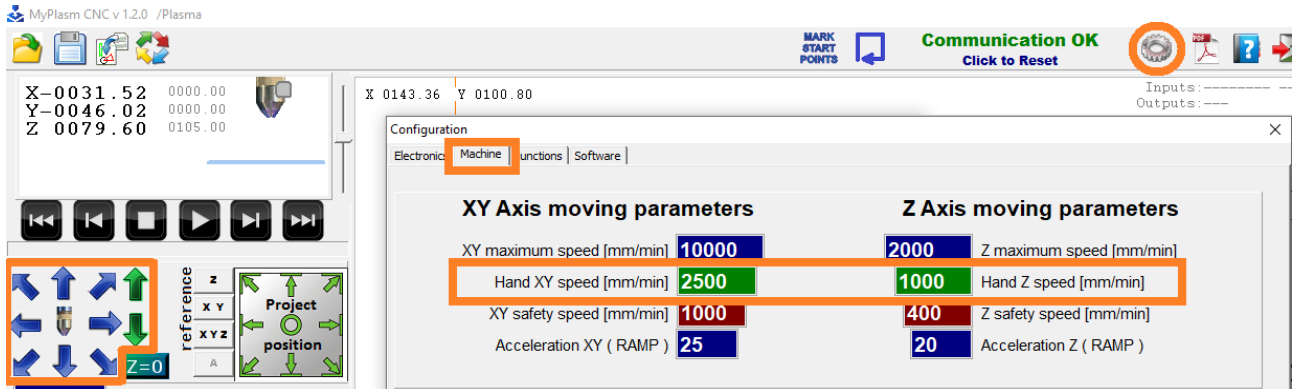 MyPlasm CNC v 1.2.0 /Plasma
MARK
START
POINTS
Communication OK
Click to Reset
PDF
?
X-0031.52 0000.00
Y-0046.02 0000.00
Z 0079.60 0105.00
X 0143.36 Y 0100.80
Inputs:-------- --
Outputs:---
Configuration
Electronics Machine unctions Software
XY Axis moving parameters
Z Axis moving parameters
XY maximum speed [mm/min] 10000
2000 Z maximum speed [mm/min]
Hand XY speed [mm/min] 2500
1000 Hand Z speed [mm/min]
XY safety speed [mm/min] 1000
400 Z safety speed [mm/min]
Acceleration XY ( RAMP ) 25
20 Acceleration Z ( RAMP )
Z=0
reference
Z
X Y
X Y Z
A
Project
position